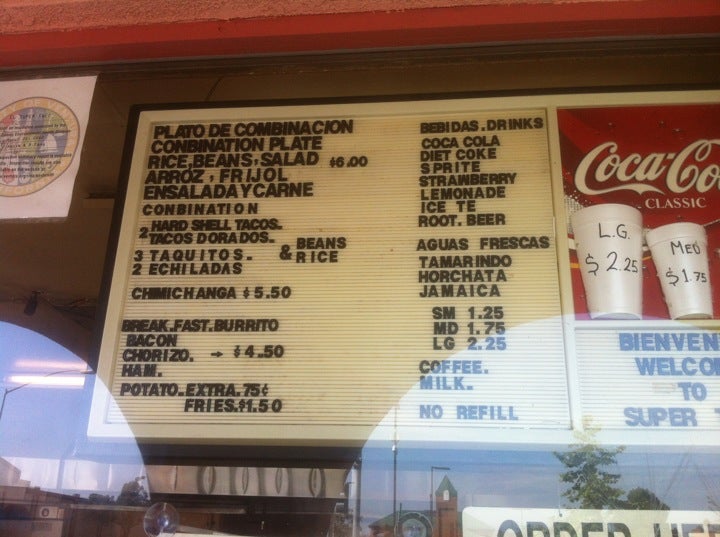 PLATO.DE COMBINACION
CONBINATION PLATE
RICE,BEANS,SALAD $6.00
ARROZ , FRIJOL
ENSALADA Y CARNE
CONBINATION
2 HARD SHELL TACOS.
TACOS DORADOS.
3 TAQUITOS.
2 ECHILADAS
& BEANS
RICE
CHIMICHANGA $5.50
BREAK.FAST.BURRITO
BACON
CHORIZO. → $4.50
HAM.
POTATO.EXTRA.75¢
FRIES.$1.50
BEBIDAS.DRINKS
COCA COLA
DIET COKE
SPRITE
STRAWBERRY
LEMONADE
ICE TE
ROOT. BEER
AGUAS FRESCAS
TAMARINDO
HORCHATA
JAMAICA
SM 1.25
MD 1.75
LG 2.25
COFFEE.
MILK.
NO REFILL
Coca-Co
CLASSIC
L.G.
$2.25
MED
$1.75
BIENVEN
WELCO
TO
SUPER
ORDER HE